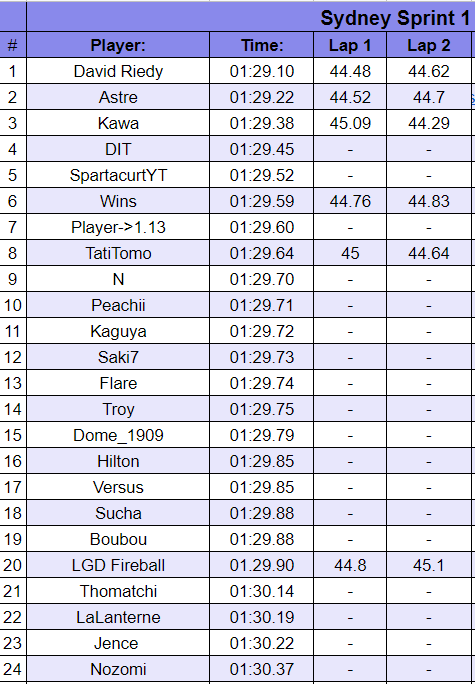 Sydney Sprint 1
# Player: Time: Lap 1 Lap 2
1 David Riedy 01:29.10 44.48 44.62
2 Astre 01:29.22 44.52 44.7
3 Kawa 01:29.38 45.09 44.29
4 DIT 01:29.45 - -
5 SpartacurtYT 01:29.52 - -
6 Wins 01:29.59 44.76 44.83
7 Player->1.13 01:29.60 - -
8 TatiTomo 01:29.64 45 44.64
9 N 01:29.70 - -
10 Peachii 01:29.71 - -
11 Kaguya 01:29.72 - -
12 Saki7 01:29.73 - -
13 Flare 01:29.74 - -
14 Troy 01:29.75 - -
15 Dome_1909 01:29.79 - -
16 Hilton 01:29.85 - -
17 Versus 01:29.85 - -
18 Sucha 01:29.88 - -
19 Boubou 01:29.88 - -
20 LGD Fireball 01:29.90 44.8 45.1
21 Thomatchi 01:30.14 - -
22 LaLanterne 01:30.19 - -
23 Jence 01:30.22 - -
24 Nozomi 01:30.37 - -